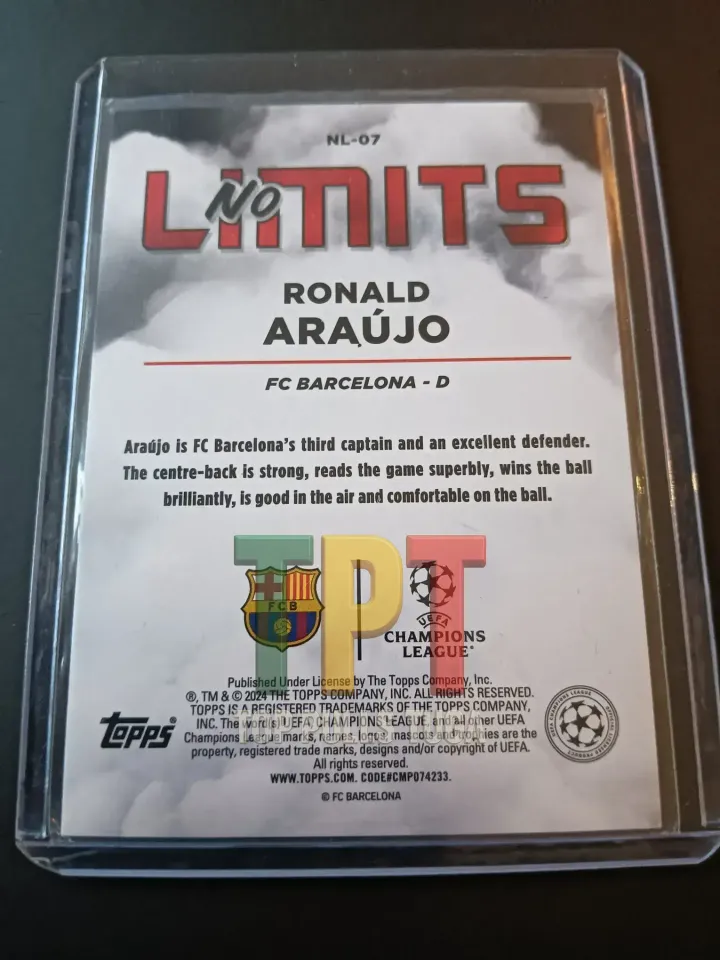 NL-07
NO LIMITS
RONALD
ARAÚJO
FC BARCELONA - D
Araújo is FC Barcelona's third captain and an excellent defender.
The centre-back is strong, reads the game superbly, wins the ball
brilliantly, is good in the air and comfortable on the ball.
TPT
FCB
UEFA
CHAMPIONS
LEAGUE®
Published Under License by The Topps Company, Inc.
®, TM & © 2024 THE TOPPS COMPANY, INC. ALL RIGHTS RESERVED.
TOPPS IS A REGISTERED TRADEMARKS OF THE TOPPS COMPANY,
INC. The word(s) UEFA CHAMPIONS LEAGUE and all other UEFA
Champions League marks, names, logos, mascots and trophies are the
property, registered trade marks, designs and/or copyright of UEFA.
All rights reserved.
WWW.TOPPS.COM. CODE#CMP074233.
© FC BARCELONA
topps®
CHAMPIONS LEAGUE